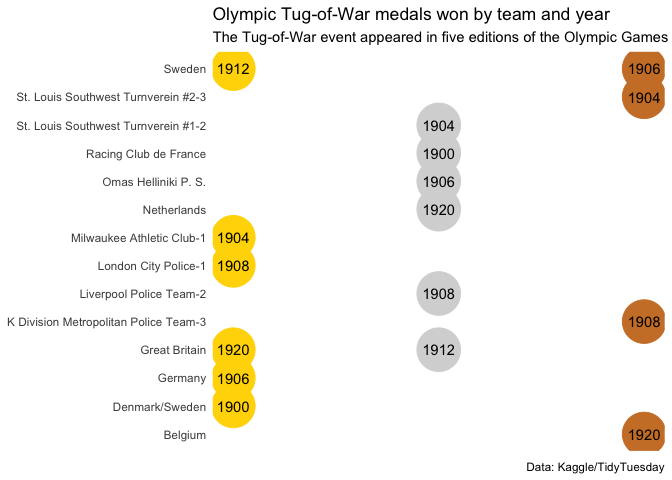 Olympic Tug-of-War medals won by team and year
The Tug-of-War event appeared in five editions of the Olympic Games
Sweden 1912 1906
St. Louis Southwest Turnverein #2-3 1904
St. Louis Southwest Turnverein #1-2 1904
Racing Club de France 1900
Omas Helliniki P. S. 1906
Netherlands 1920
Milwaukee Athletic Club-1 1904
London City Police-1 1908
Liverpool Police Team-2 1908
K Division Metropolitan Police Team-3 1908
Great Britain 1920 1912
Germany 1906
Denmark/Sweden 1900
Belgium 1920
Data: Kaggle/TidyTuesday